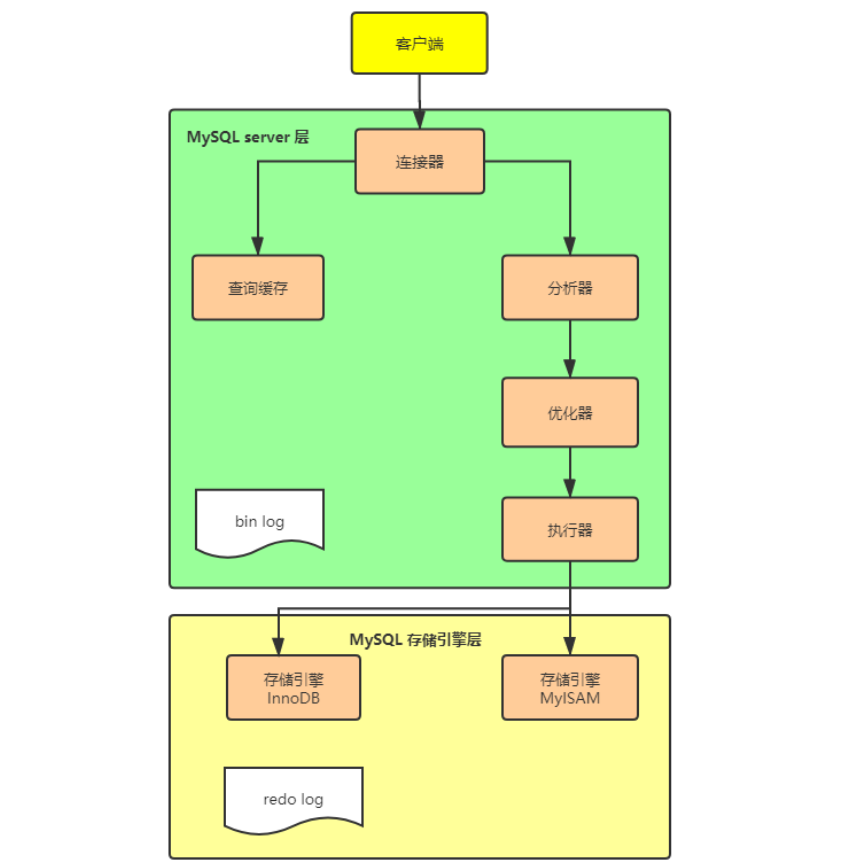 客户端
MySQL server 层
连接器
查询缓存
分析器
优化器
bin log
执行器
MySQL 存储引擎层
存储引擎
InnoDB
存储引擎
MyISAM
redo log